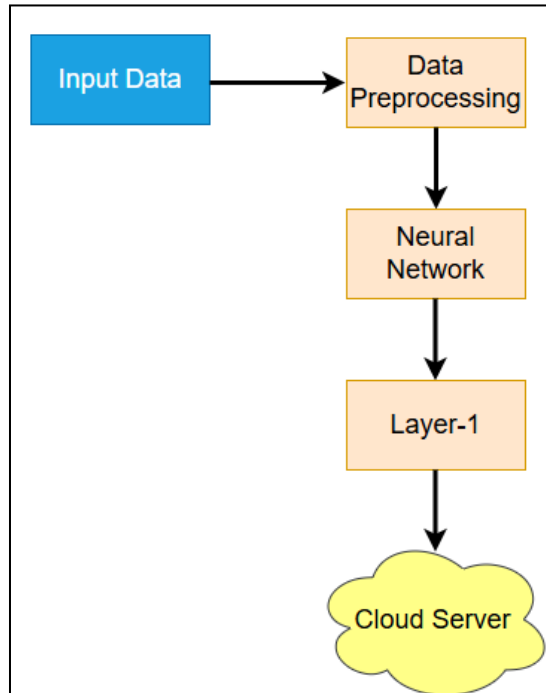 Input Data
Data
Preprocessing
Neural
Network
Layer-1
Cloud Server